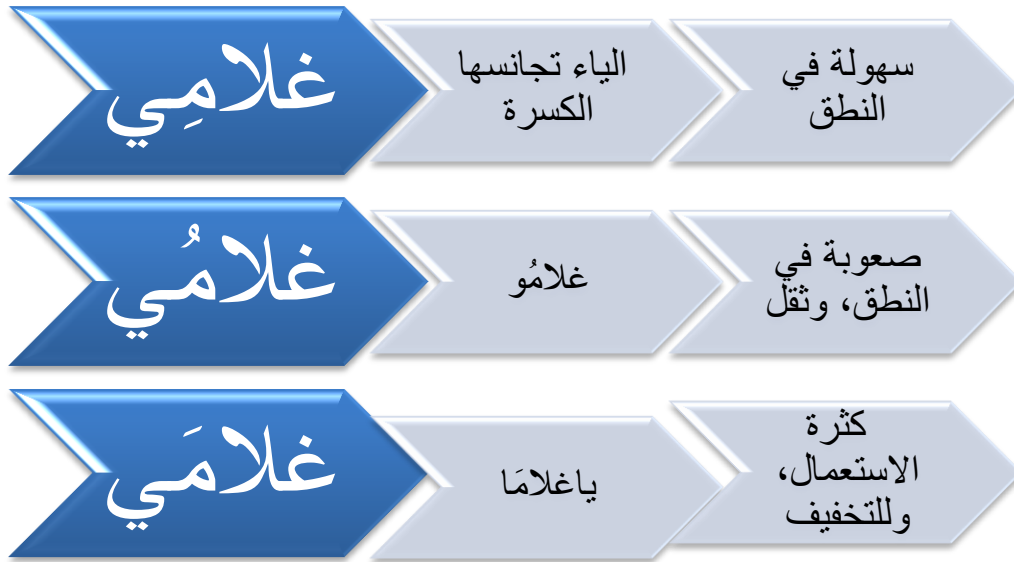 غلامِي
الياء تجانسها
الكسرة
سهولة في
النطق
غلامُي
غلامُو
صعوبة في
النطق، وثقل
غلامَي
ياغلامَا
كثرة
الاستعمال،
وللتخفيف